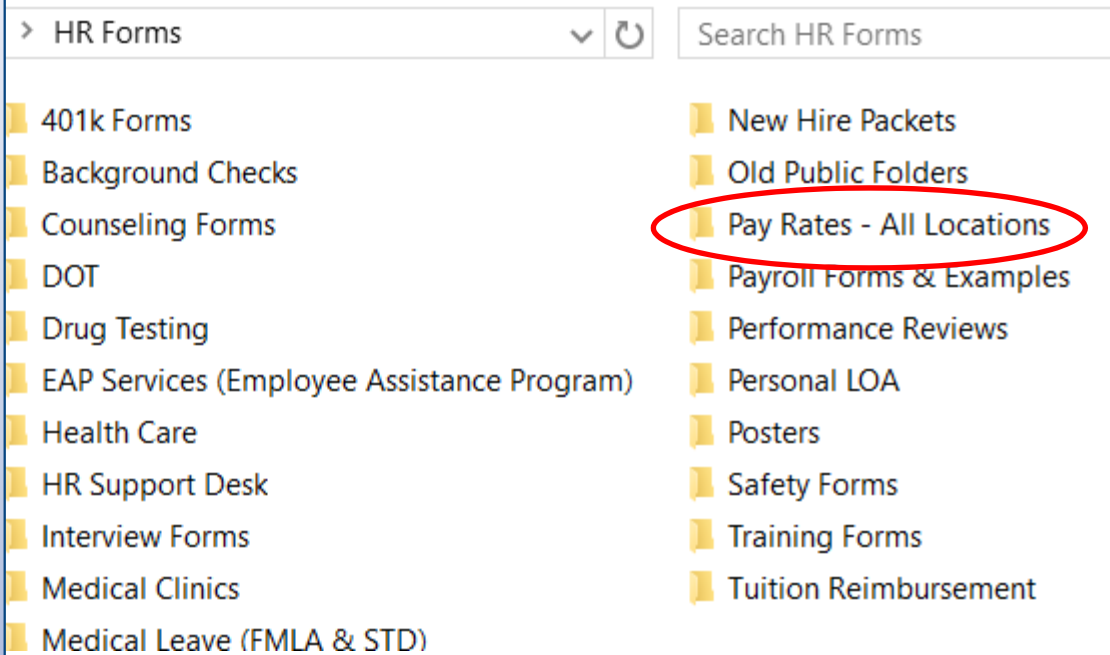 > HR Forms
Search HR Forms
401k Forms
Background Checks
Counseling Forms
DOT
Drug Testing
EAP Services (Employee Assistance Program)
Health Care
HR Support Desk
Interview Forms
Medical Clinics
Medical Leave (FMLA & STD)
New Hire Packets
Old Public Folders
Pay Rates - All Locations
Payroll Forms & Examples
Performance Reviews
Personal LOA
Posters
Safety Forms
Training Forms
Tuition Reimbursement